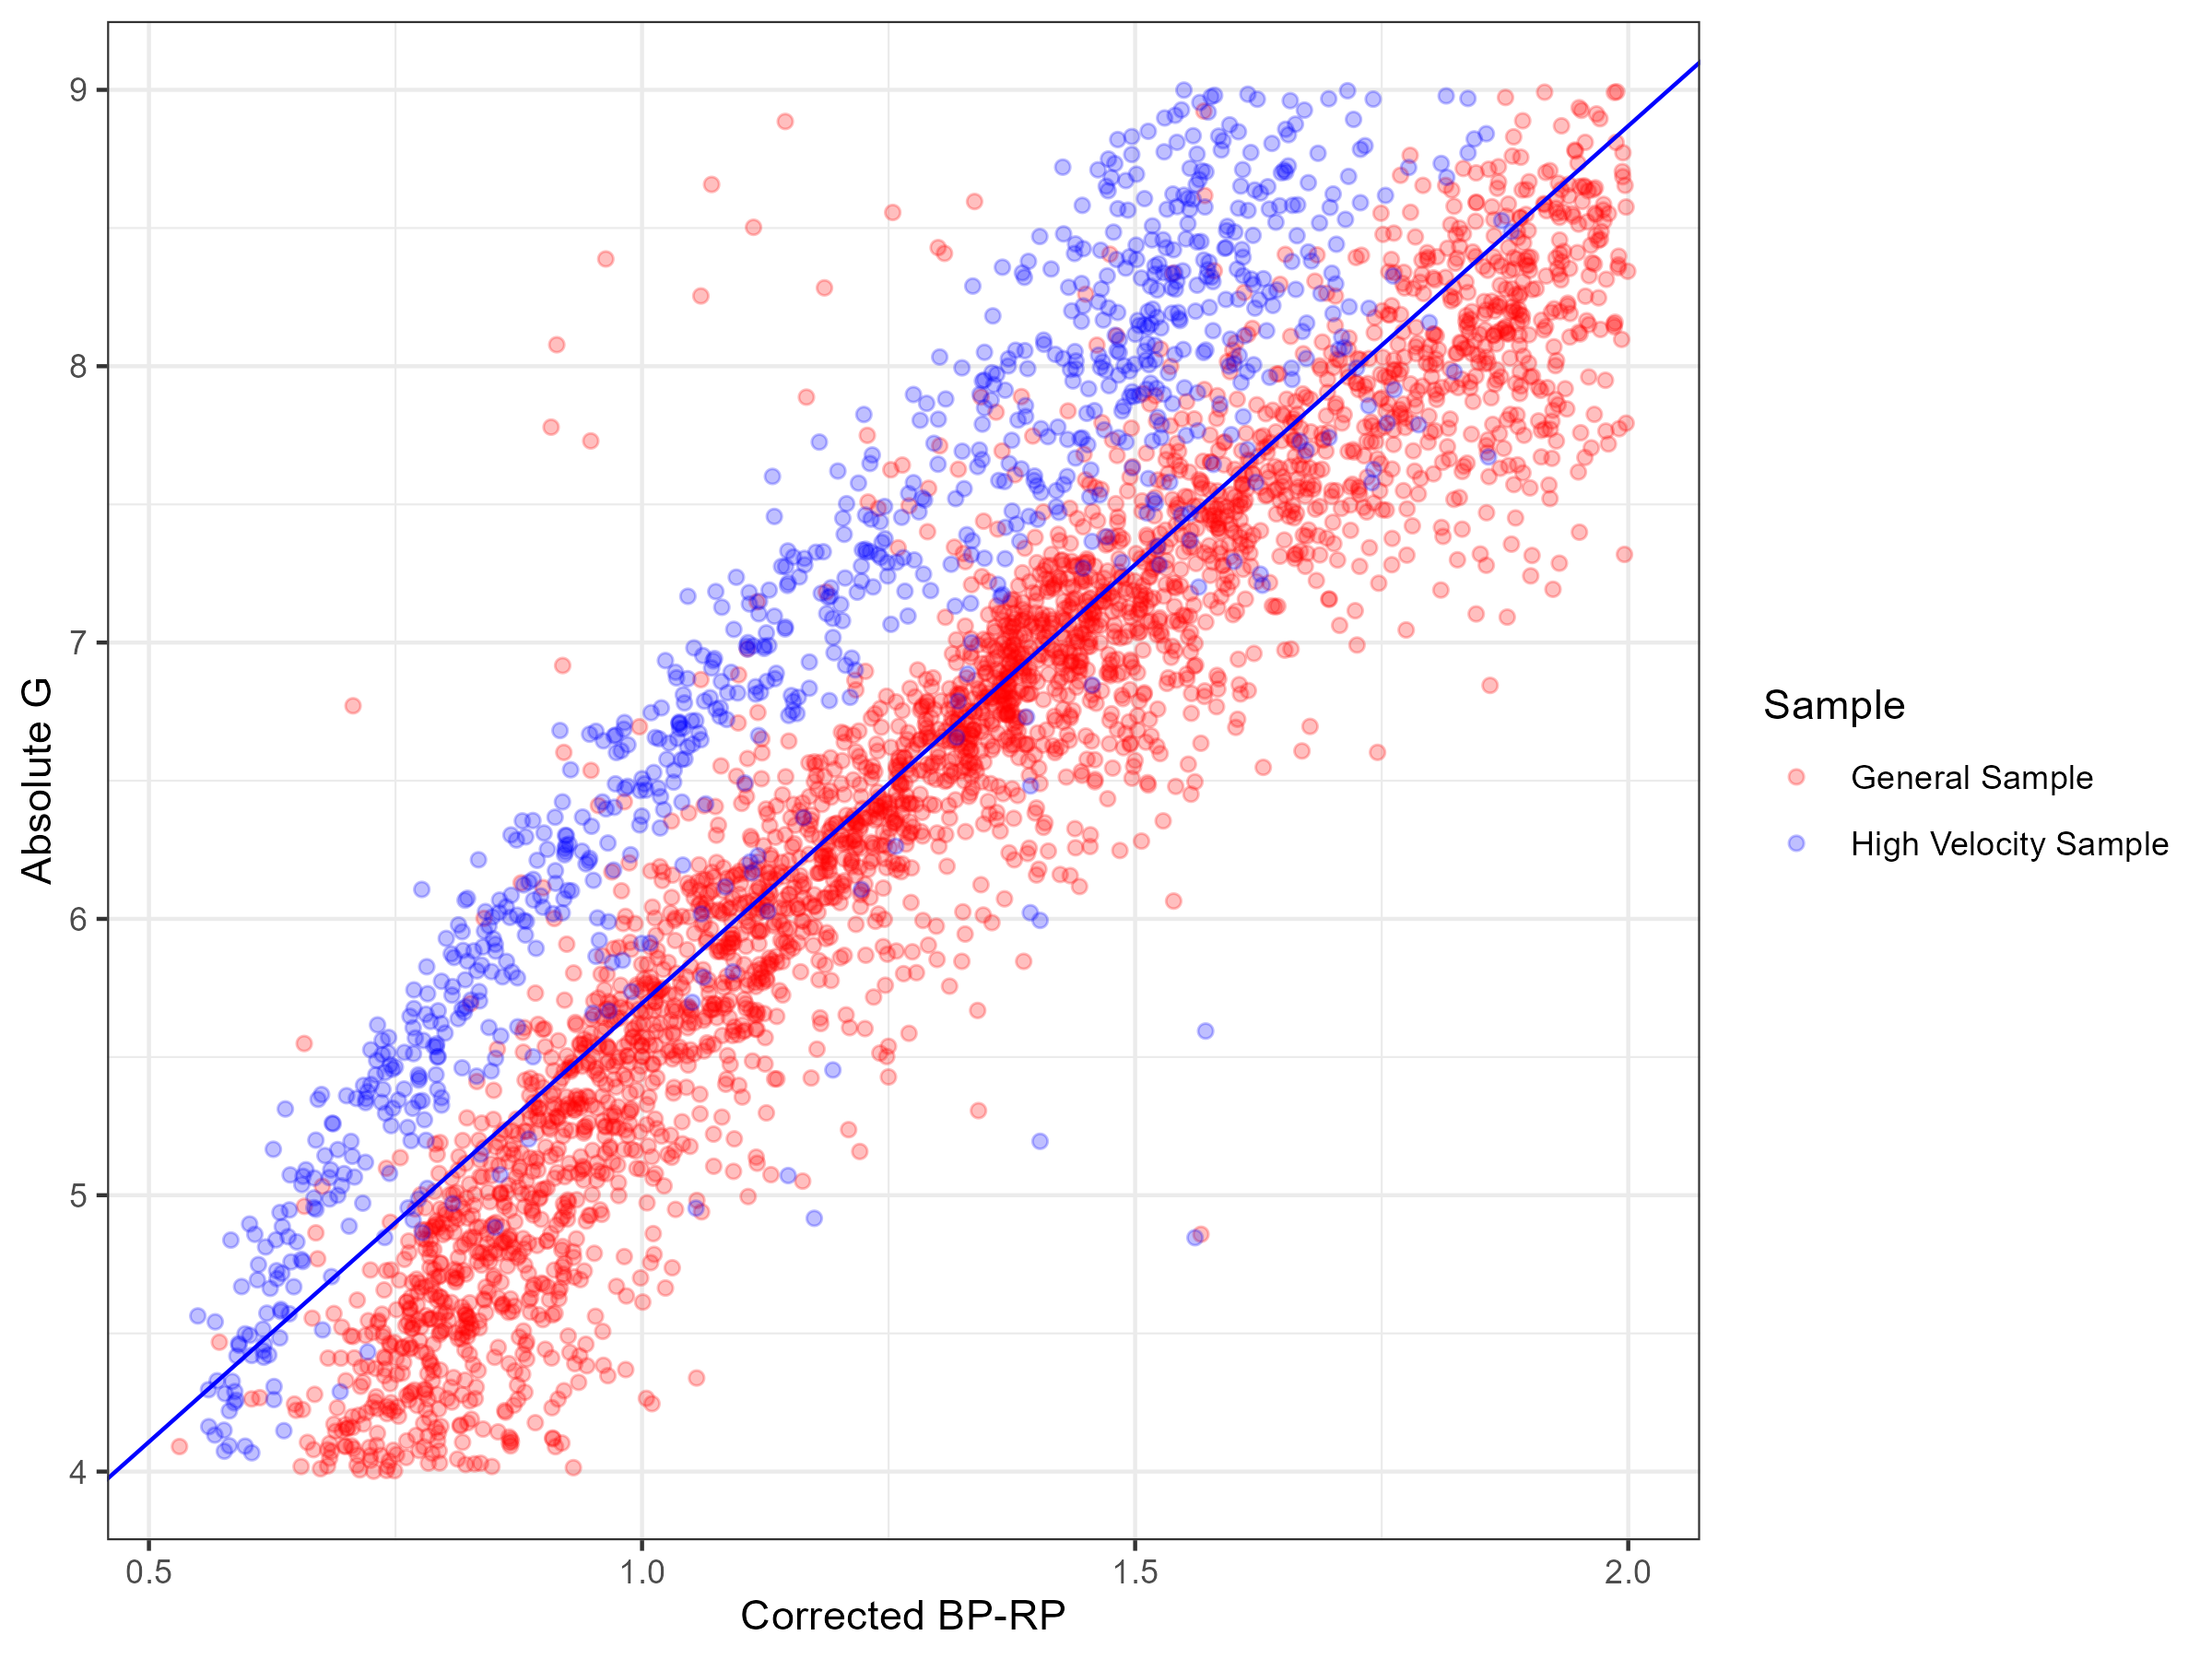 9
8
7
6
5
4
Absolute G
0.5 1.0 1.5 2.0
Corrected BP-RP
Sample
General Sample
High Velocity Sample